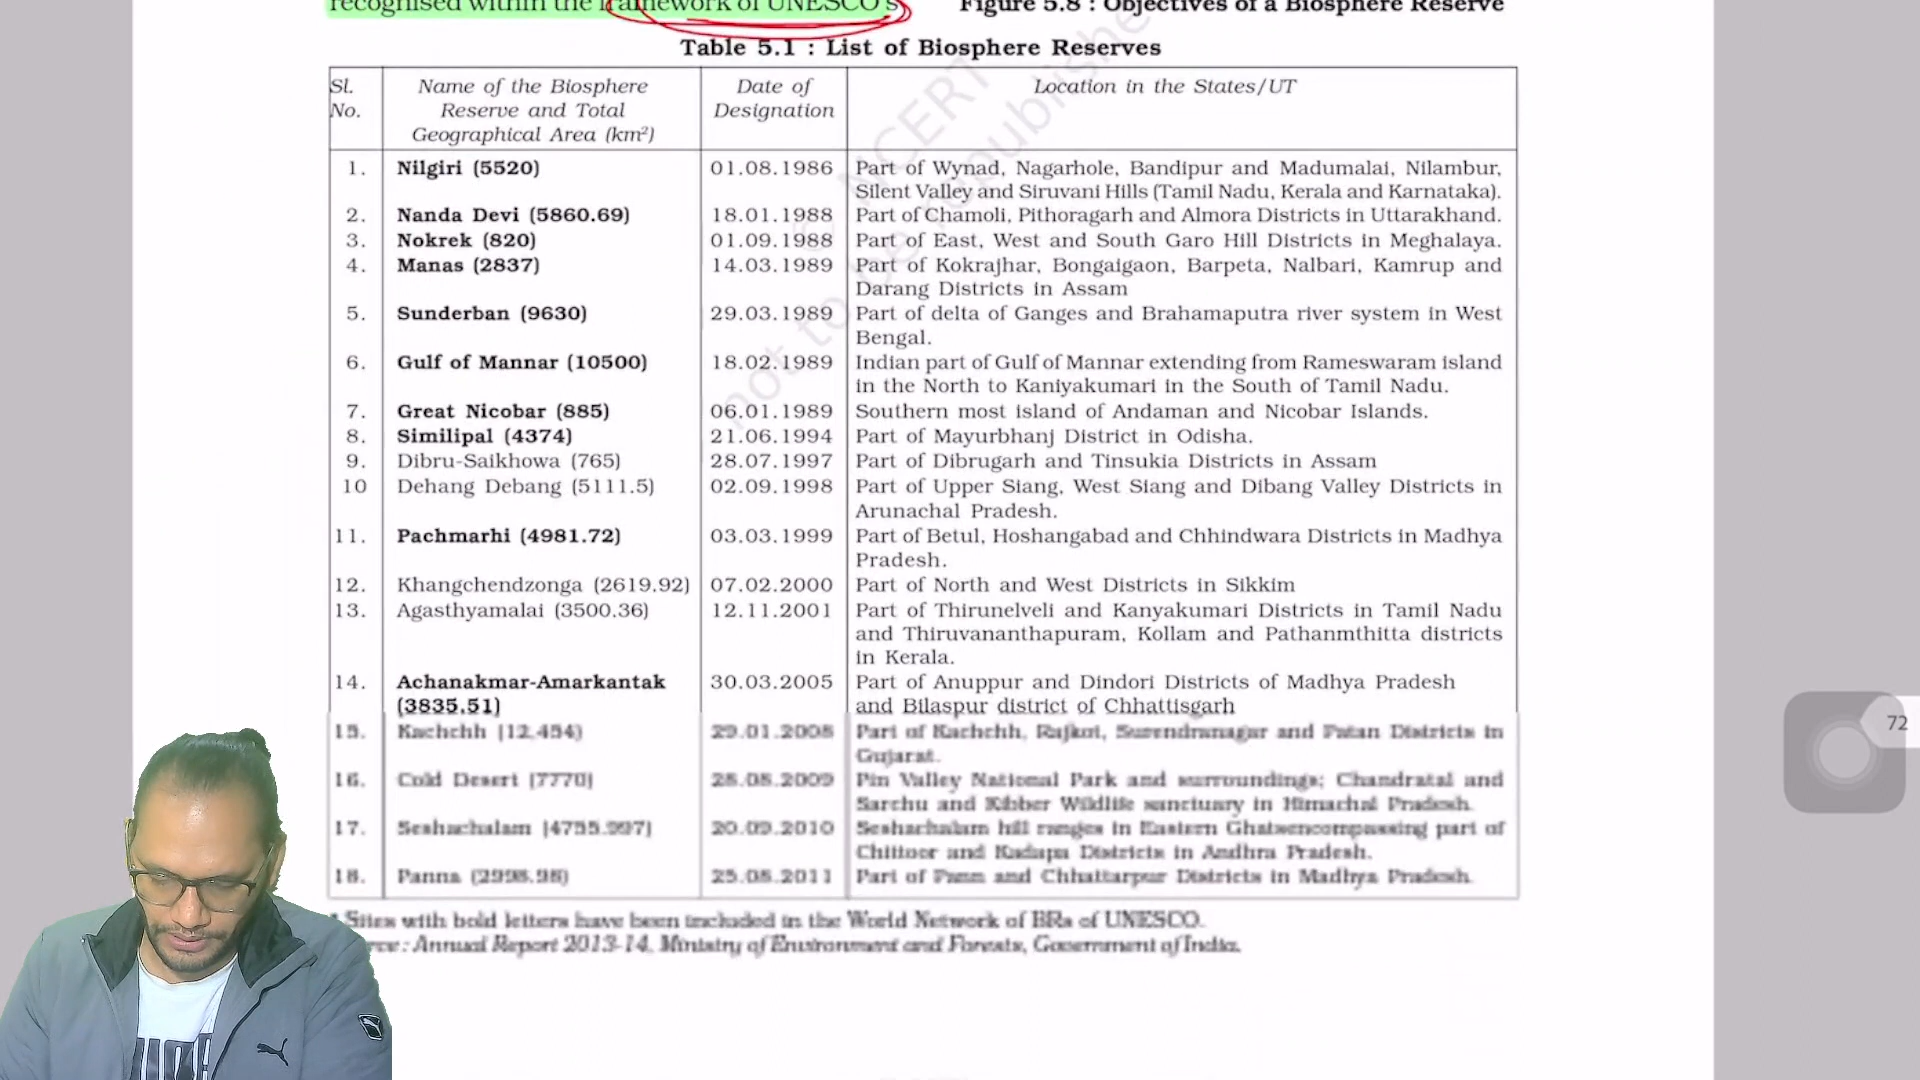 recognised within the framework of UNESCO's
Figure 5.8 : Objectives of a Biosphere Reserve
Table 5.1 : List of Biosphere Reserves
Sl. No. Name of the Biosphere Reserve and Total Geographical Area (km²) Date of Designation Location in the States/UT
1. Nilgiri (5520) 01.08.1986 Part of Wynad, Nagarhole, Bandipur and Madumalai, Nilambur,
Silent Valley and Siruvani Hills (Tamil Nadu, Kerala and Karnataka).
2. Nanda Devi (5860.69) 18.01.1988 Part of Chamoli, Pithoragarh and Almora Districts in Uttarakhand.
3. Nokrek (820) 01.09.1988 Part of East, West and South Garo Hill Districts in Meghalaya.
4. Manas (2837) 14.03.1989 Part of Kokrajhar, Bongaigaon, Barpeta, Nalbari, Kamrup and
Darang Districts in Assam
5. Sunderban (9630) 29.03.1989 Part of delta of Ganges and Brahamaputra river system in West
Bengal.
6. Gulf of Mannar (10500) 18.02.1989 Indian part of Gulf of Mannar extending from Rameswaram island
in the North to Kaniyakumari in the South of Tamil Nadu.
7. Great Nicobar (885) 06.01.1989 Southern most island of Andaman and Nicobar Islands.
8. Similipal (4374) 21.06.1994 Part of Mayurbhanj District in Odisha.
9. Dibru-Saikhowa (765) 28.07.1997 Part of Dibrugarh and Tinsukia Districts in Assam
10 Dehang Debang (5111.5) 02.09.1998 Part of Upper Siang, West Siang and Dibang Valley Districts in
Arunachal Pradesh.
11. Pachmarhi (4981.72) 03.03.1999 Part of Betul, Hoshangabad and Chhindwara Districts in Madhya
Pradesh.
12. Khangchendzonga (2619.92) 07.02.2000 Part of North and West Districts in Sikkim
13. Agasthyamalai (3500.36) 12.11.2001 Part of Thirunelveli and Kanyakumari Districts in Tamil Nadu
and Thiruvananthapuram, Kollam and Pathanmthitta districts
in Kerala.
14. Achanakmar-Amarkantak 30.03.2005 Part of Anuppur and Dindori Districts of Madhya Pradesh
(3835.51) and Bilaspur district of Chhattisgarh
15. Kachchh (12,454) 29.01.2008 Part of Kachchh, Rajkot, Surendranagar and Patan Districts in
Gujarat.
16. Cold Desert (7770) 28.08.2009 Pin Valley National Park and surroundings; Chandratal and
Sarchu and Kibber Wildlife sanctuary in Himachal Pradesh.
17. Seshachalam (4755.997) 20.09.2010 Seshachalam hill ranges in Eastern Ghatsencompassing part of
Chittoor and Kadapa Districts in Andhra Pradesh.
18. Panna (2998.98) 25.08.2011 Part of Panna and Chhattarpur Districts in Madhya Pradesh.
* Sites with bold letters have been included in the World Network of BRs of UNESCO.
: Annual Report 2013-14, Ministry of Environment and Forests, Government of India.
© NCERT
not to be republished
72